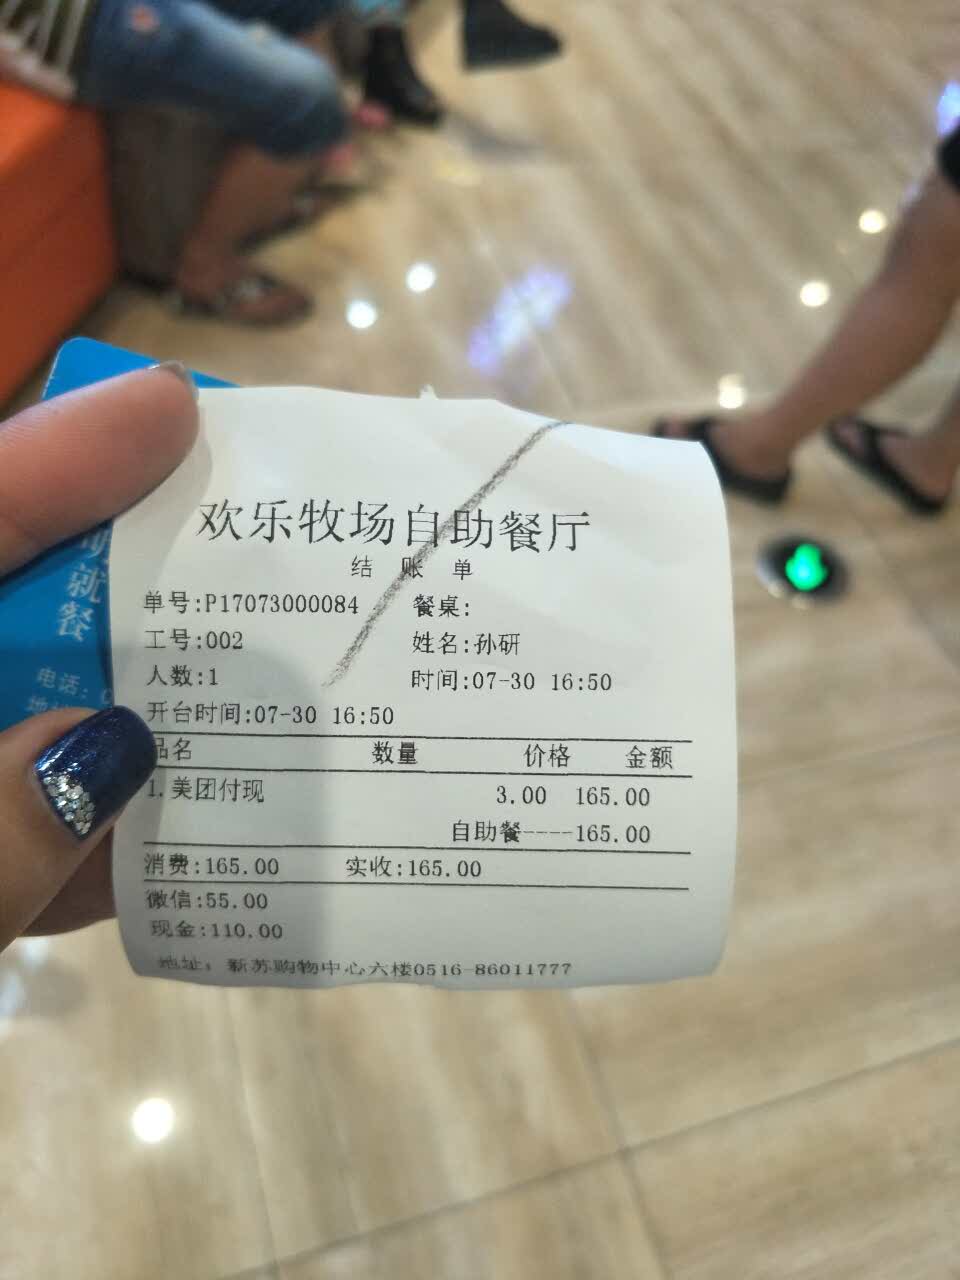 欢乐牧场自助餐厅
结 账 单
单号:P17073000084 餐桌:
工号:002 姓名:孙研
人数:1 时间:07-30 16:50
开台时间:07-30 16:50
品名 数量 价格 金额
1.美团付现 3.00 165.00
自助餐----165.00
消费:165.00 实收:165.00
微信:55.00
现金:110.00
地址: 新苏购物中心六楼0516-86011777
就
餐
电话: